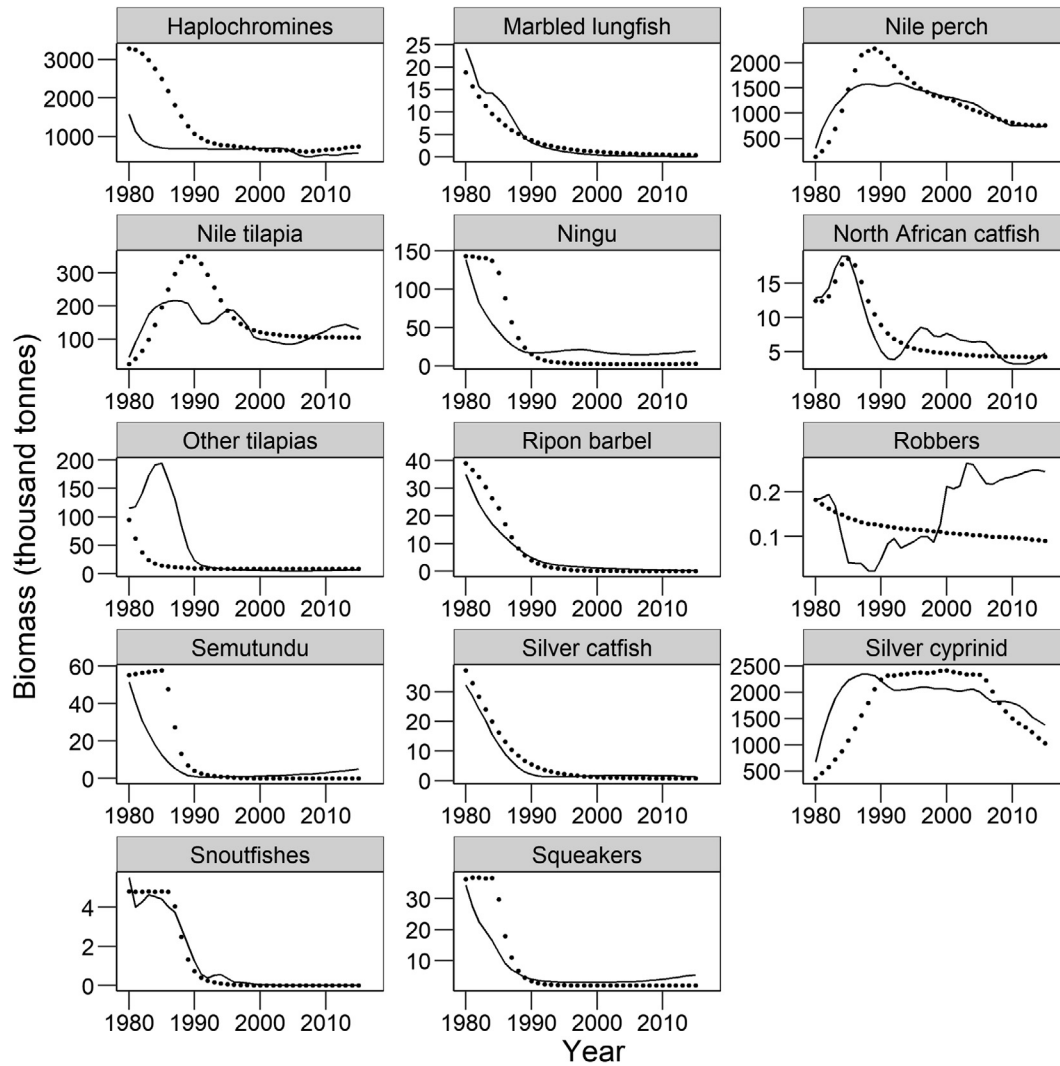 Haplochromines
Marbled lungfish
Nile perch
3000
2000
1000
25
20
15
10
5
0
2000
1500
1000
500
1980 1990 2000 2010
1980 1990 2000 2010
1980 1990 2000 2010
Nile tilapia
Ningu
North African catfish
300
200
100
150
100
50
0
15
10
5
1980 1990 2000 2010
1980 1990 2000 2010
1980 1990 2000 2010
Other tilapias
Ripon barbel
Robbers
200
150
100
50
0
40
30
20
10
0
0.2
0.1
1980 1990 2000 2010
1980 1990 2000 2010
1980 1990 2000 2010
Semutundu
Silver catfish
Silver cyprinid
60
40
20
0
30
20
10
0
2500
2000
1500
1000
500
1980 1990 2000 2010
1980 1990 2000 2010
1980 1990 2000 2010
Snoutfishes
Squeakers
4
2
0
30
20
10
1980 1990 2000 2010
1980 1990 2000 2010
Biomass (thousand tonnes)
Year